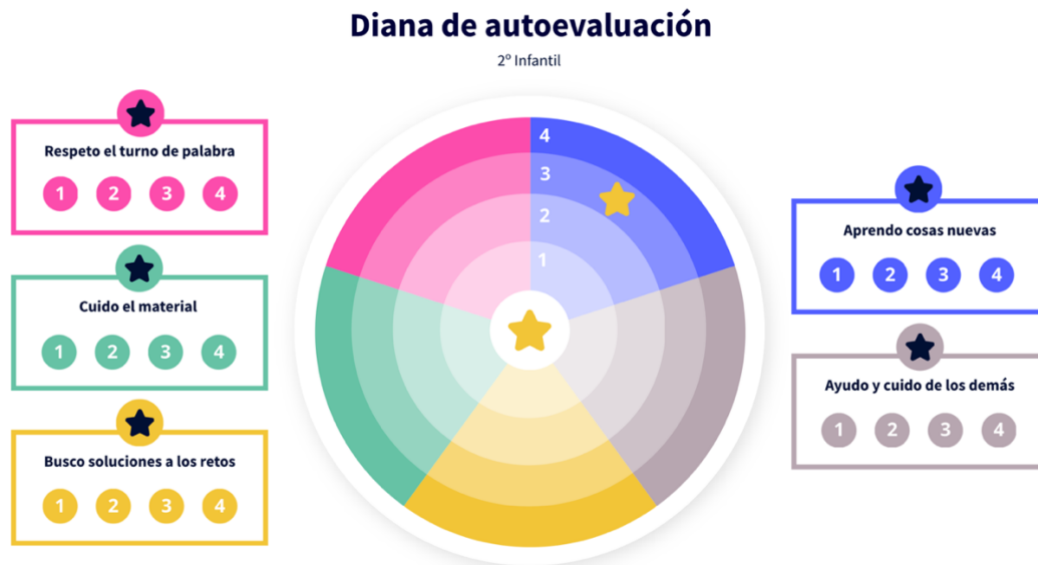 Diana de autoevaluación
2º Infantil
Respeto el turno de palabra
1 2 3 4
Cuido el material
1 2 3 4
Busco soluciones a los retos
1 2 3 4
4
3
2
1
Aprendo cosas nuevas
1 2 3 4
Ayudo y cuido de los demás
1 2 3 4